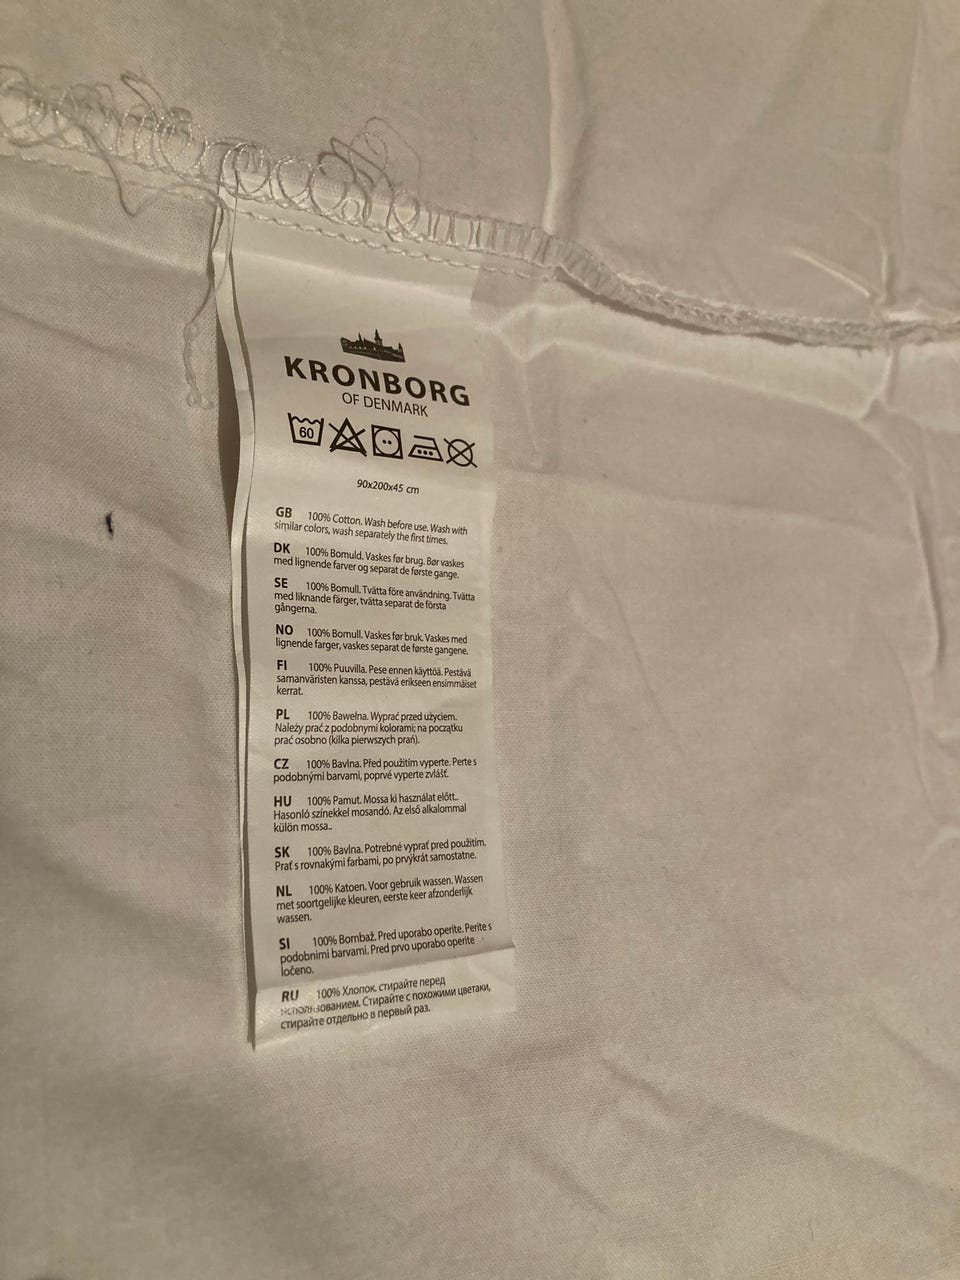 KRONBORG
OF DENMARK
60
90x200x45 cm
GB 100% Cotton. Wash before use. Wash with
similar colors, wash separately the first times.
DK 100% Bomuld. Vaskes før brug. Bør vaskes
med lignende farver og separat de første gange.
SE 100% Bomull. Tvätta före användning. Tvätta
med liknande färger, tvätta separat de första
gångerna.
NO 100% Bomull. Vaskes før bruk. Vaskes med
lignende farger, vaskes separat de første gangene.
FI 100% Puuvilla. Pese ennen käyttöä. Pestävä
samanväristen kanssa, pestävä erikseen ensimmäiset
kerrat.
PL 100% Bawełna. Wyprać przed użyciem.
Należy prać z podobnymi kolorami; na początku
prać osobno (kilka pierwszych prań).
CZ 100% Bavlna. Před použitím vyperte. Perte s
podobnými barvami, poprvé vyperte zvlášť.
HU 100% Pamut. Mossa ki használat előtt..
Hasonló színekkel mosandó. Az első alkalommal
külön mossa..
SK 100% Bavlna. Potrebné vyprať pred použitím.
Prať s rovnakými farbami, po prvýkrát samostatne.
NL 100% Katoen. Voor gebruik wassen. Wassen
met soortgelijke kleuren, eerste keer afzonderlijk
wassen.
SI 100% Bombaž. Pred uporabo operite. Perite s
podobnimi barvami. Pred prvo uporabo operite
ločeno.
RU 100% Хлопок. стирайте перед
использованием. Стирайте с похожими цветаки,
стирайте отдельно в первый раз.